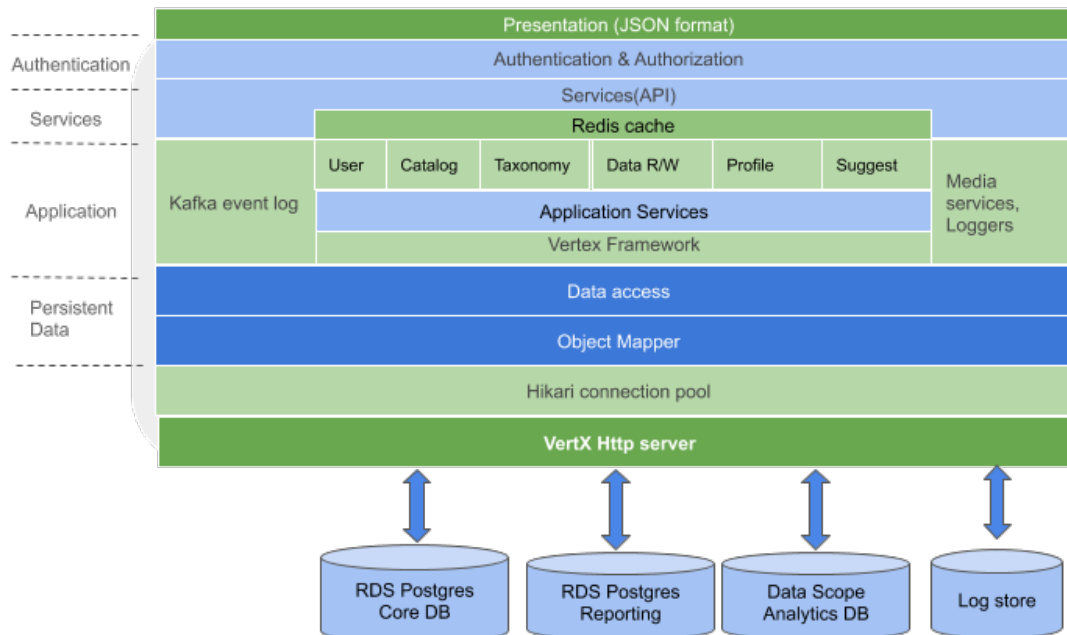 Presentation (JSON format)
Authentication
Authentication & Authorization
Services(API)
Services
Redis cache
User
Catalog
Taxonomy
Data R/W
Profile
Suggest
Kafka event log
Media
services,
Loggers
Application
Application Services
Vertex Framework
Data access
Persistent
Data
Object Mapper
Hikari connection pool
VertX Http server
RDS Postgres
Core DB
RDS Postgres
Reporting
Data Scope
Analytics DB
Log store